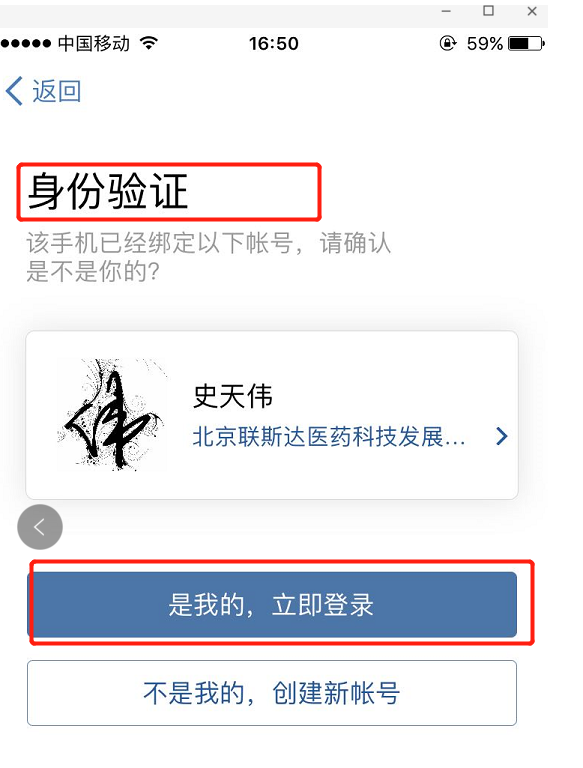 中国移动 16:50 59%
返回
身份验证
该手机已经绑定以下帐号，请确认
是不是你的?
伟
史天伟
北京联斯达医药科技发展...
是我的，立即登录
不是我的，创建新帐号